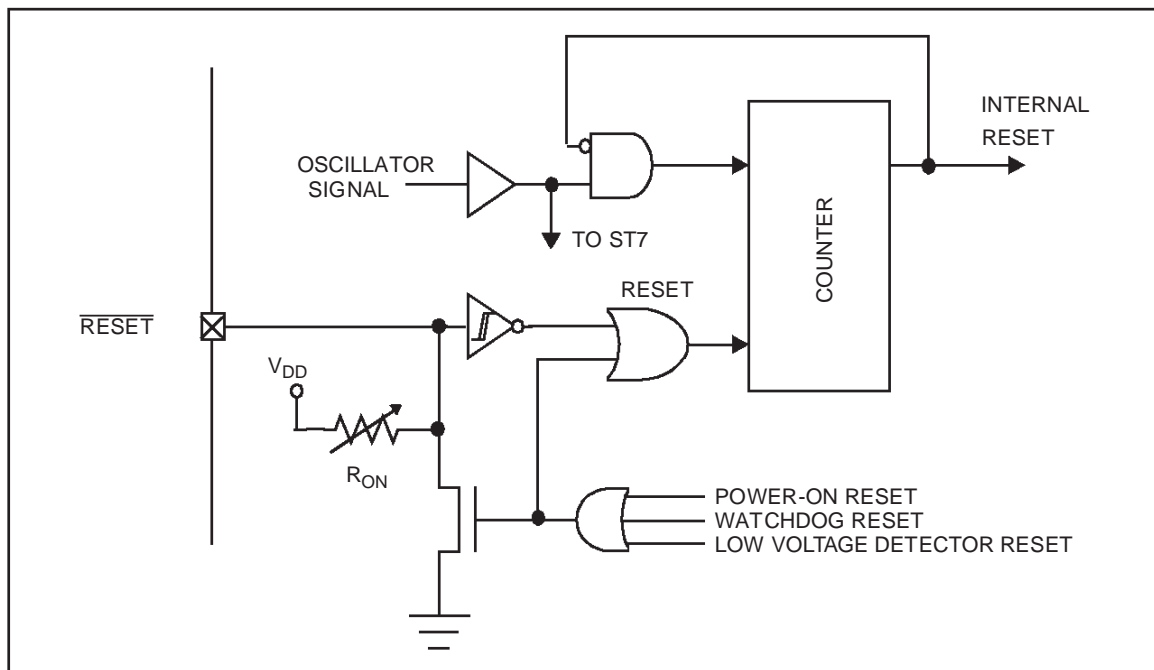 INTERNAL
RESET
OSCILLATOR
SIGNAL
TO ST7
COUNTER
RESET
RESET
VDD
RON
POWER-ON RESET
WATCHDOG RESET
LOW VOLTAGE DETECTOR RESET